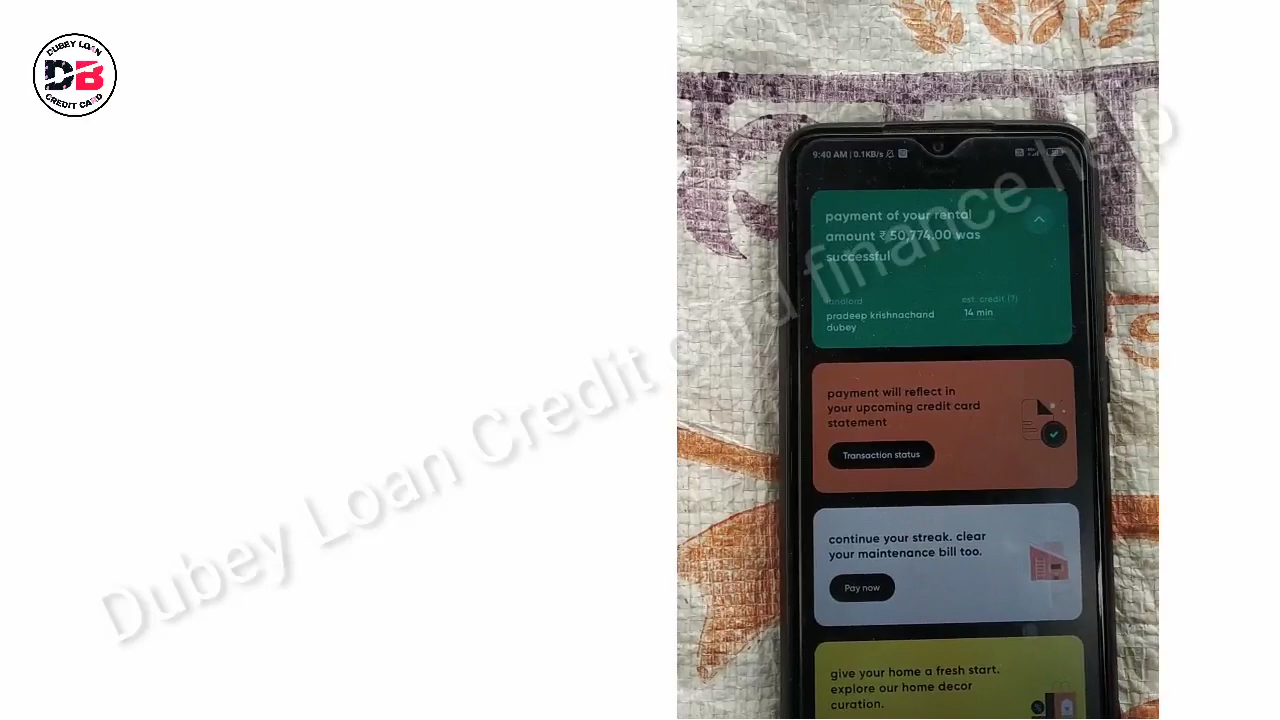 DUBEY LOAN
DB
CREDIT CARD
Dubey Loan Credit card finance help
9:40 AM | 0.1KB/s
payment of your rental
amount ₹ 50,774.00 was
successful
landlord
pradeep krishnachand
dubey
est. credit (?)
14 min
payment will reflect in
your upcoming credit card
statement
Transaction status
continue your streak. clear
your maintenance bill too.
Pay now
give your home a fresh start.
explore our home decor
curation.